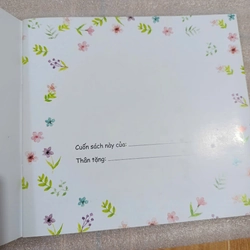 Cuốn sách này của: ........................
Thân tặng: ........................